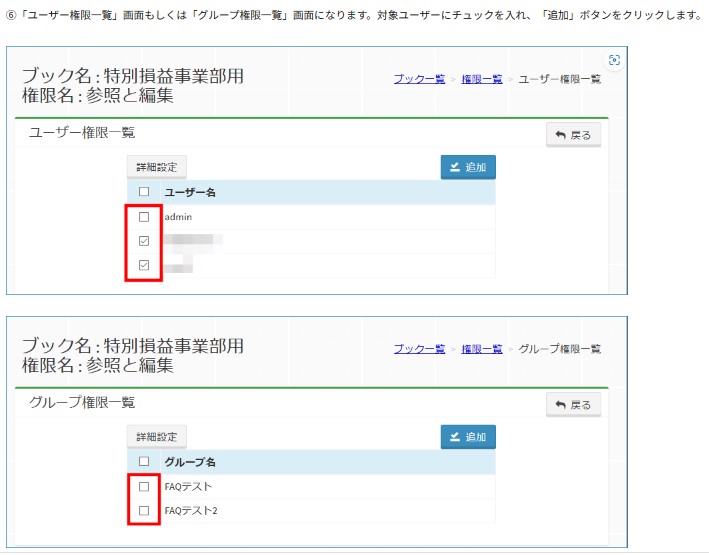 ⑥「ユーザー権限一覧」画面もしくは「グループ権限一覧」画面になります。対象ユーザーにチェックを入れ、「追加」ボタンをクリックします。
ブック名:特別損益事業部用
権限名:参照と編集
ブック一覧 > 権限一覧 > ユーザー権限一覧
ユーザー権限一覧
戻る
詳細設定
追加
ユーザー名
admin
ブック名:特別損益事業部用
権限名:参照と編集
ブック一覧 > 権限一覧 > グループ権限一覧
グループ権限一覧
戻る
詳細設定
追加
グループ名
FAQテスト
FAQテスト2